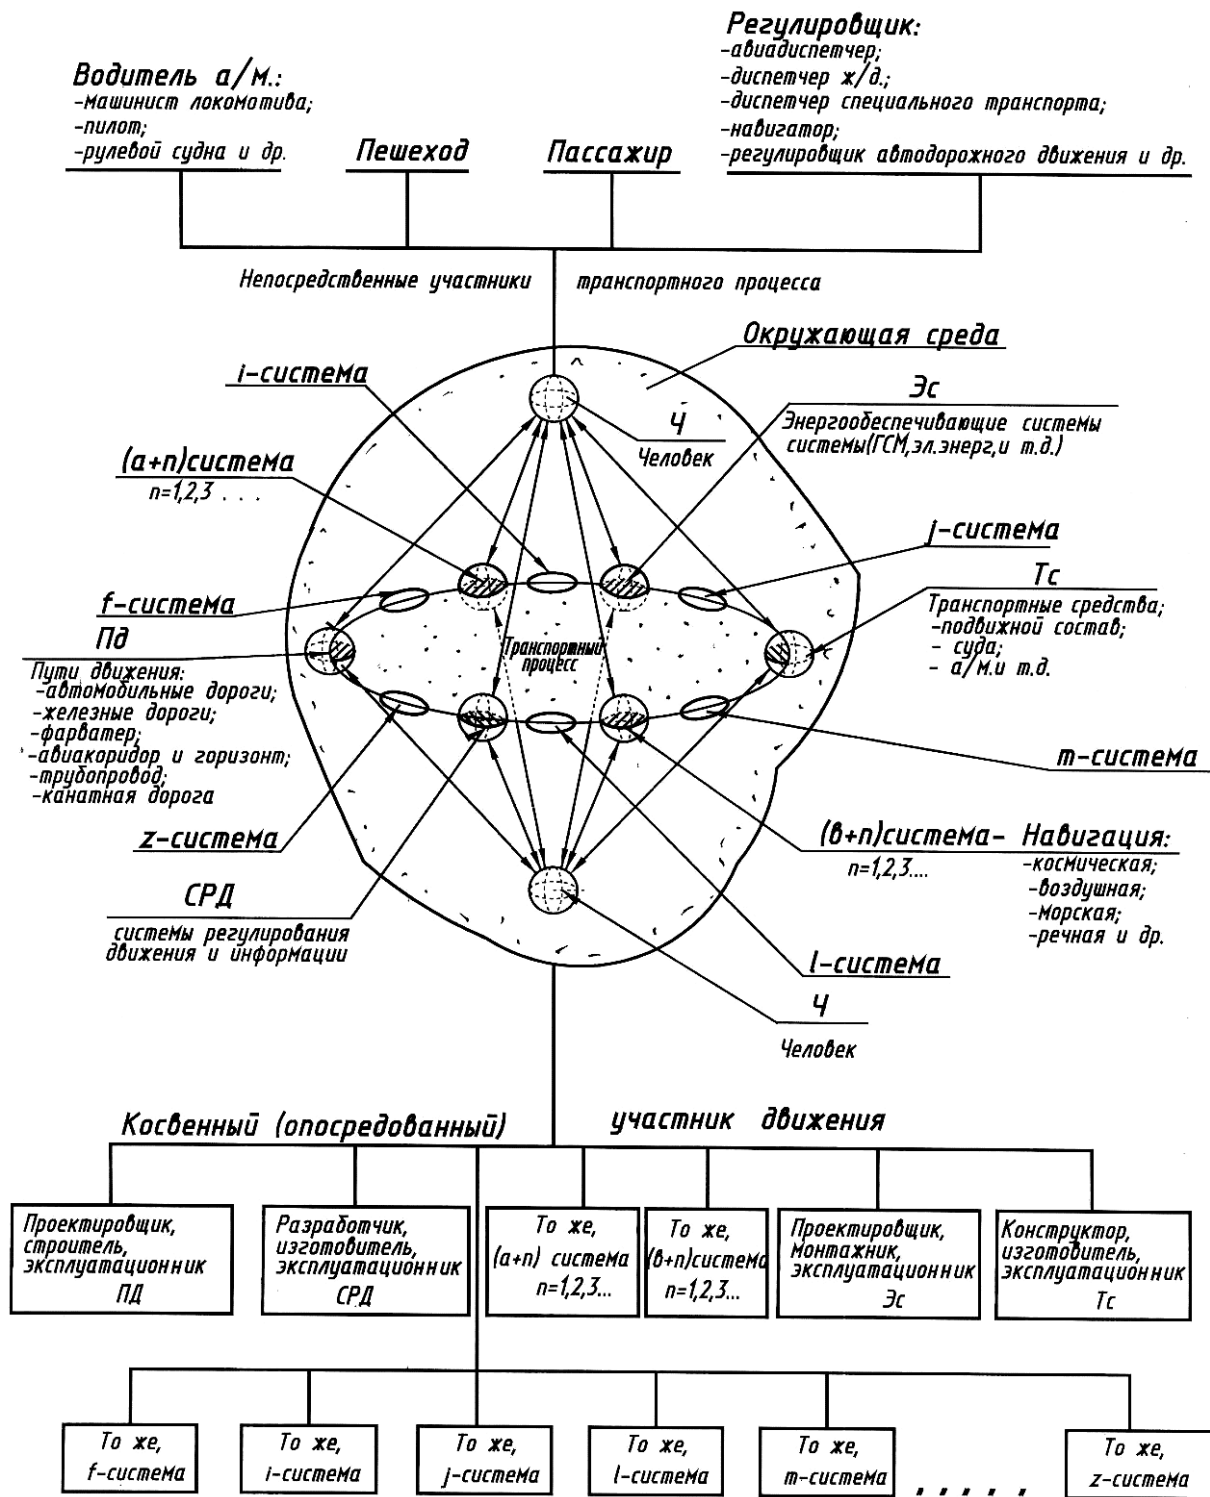 Водитель а/м.:
-машинист локомотива;
-пилот;
-рулевой судна и др.
Пешеход
Пассажир
Регулировщик:
-авиадиспетчер;
-диспетчер ж/д.;
-диспетчер специального транспорта;
-навигатор;
-регулировщик автодорожного движения и др.
Непосредственные участники транспортного процесса
Окружающая среда
i-система
Эс
Энергообеспечивающие системы
системы(ГСМ,эл.энерг,и т.д.)
Ч
Человек
(а+n)система
n=1,2,3 . . .
j-система
f-система
Тс
Транспортные средства;
-подвижной состав;
- суда;
- а/м.и т.д.
Пд
Пути движения:
-автомобильные дороги;
-железные дороги;
-фарватер;
-авиакоридор и горизонт;
-трубопровод;
-канатная дорога
Транспортный
процесс
m-система
z-система
(в+n)система- Навигация:
n=1,2,3....
-космическая;
-воздушная;
-морская;
-речная и др.
СРД
системы регулирования
движения и информации
l-система
Ч
Человек
Косвенный (опосредованный) участник движения
Проектировщик,
строитель,
эксплуатационник
ПД
Разработчик,
изготовитель,
эксплуатационник
СРД
То же,
(а+n) система
n=1,2,3...
То же,
(в+n)система
n=1,2,3...
Проектировщик,
монтажник,
эксплуатационник
Эс
Конструктор,
изготовитель,
эксплуатационник
Тс
То же,
f-система
То же,
i-система
То же,
j-система
То же,
l-система
То же,
m-система
. . . . .
То же,
z-система